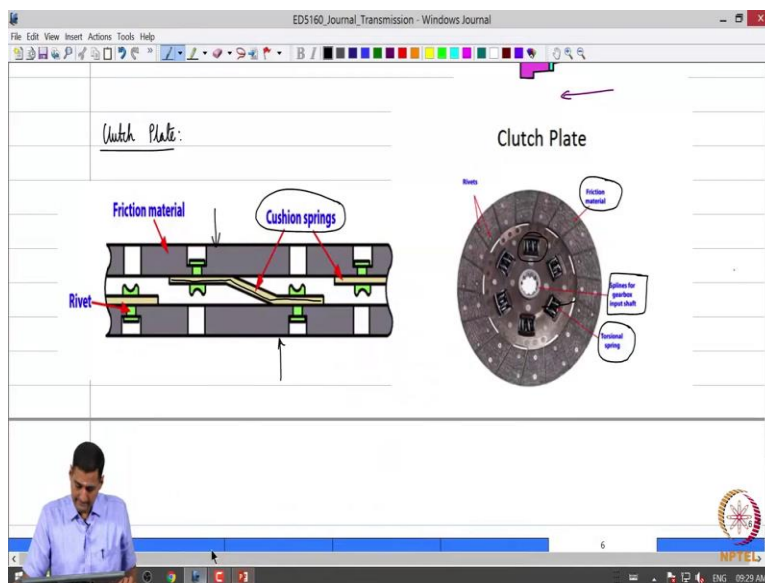 ED5160_Journal_Transmission - Windows Journal
File Edit View Insert Actions Tools Help
Clutch Plate:
Clutch Plate
Friction material
Cushion springs
Rivet
Rivets
Friction material
Splines for gearbox input shaft
Torsional spring
6
6
NPTEL
ENG 09:29 AM